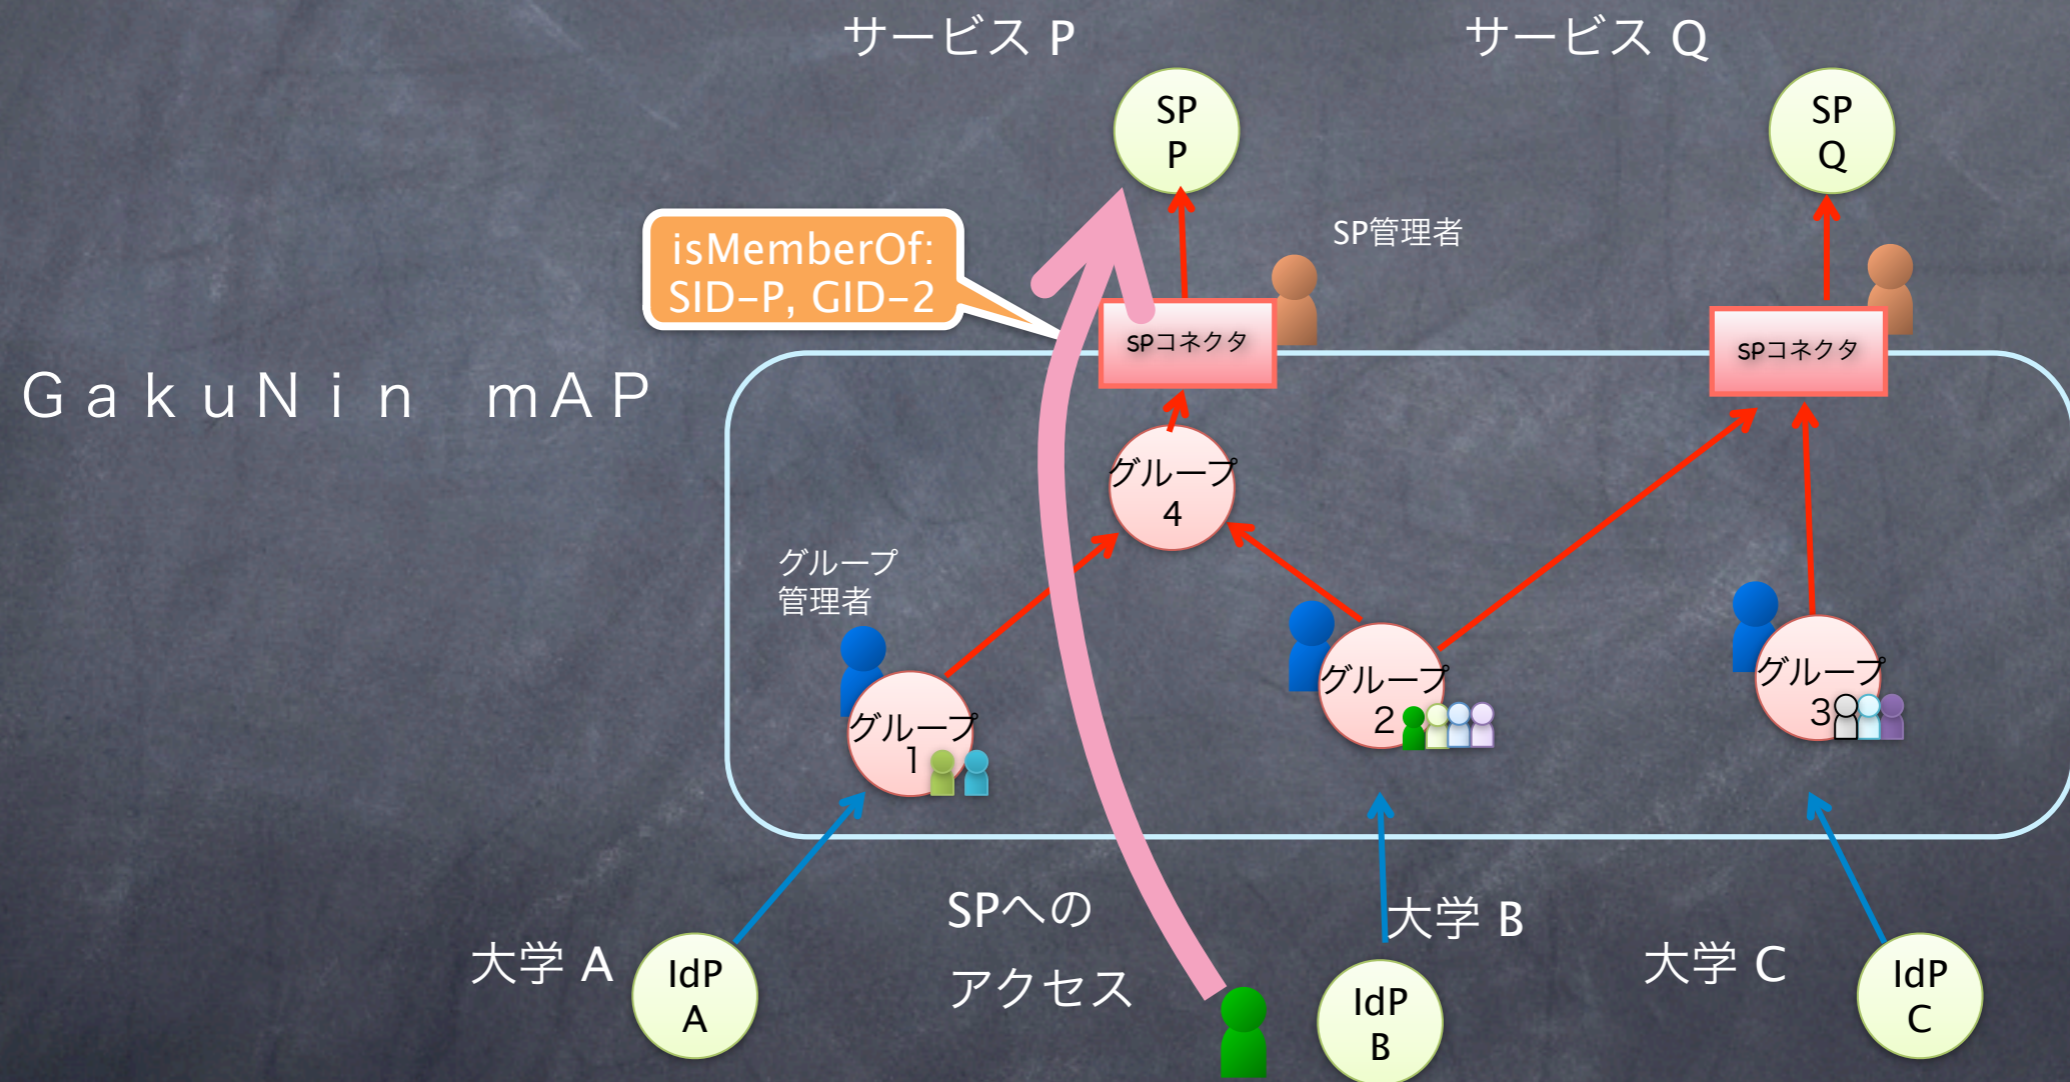 サービス P
サービス Q
SP
P
SP
Q
isMemberOf:
SID-P, GID-2
SP管理者
SPコネクタ
SPコネクタ
GakuNin mAP
グループ
4
グループ
管理者
グループ
1
グループ
2
グループ
3
SPへの
アクセス
大学 A
IdP
A
大学 B
IdP
B
大学 C
IdP
C